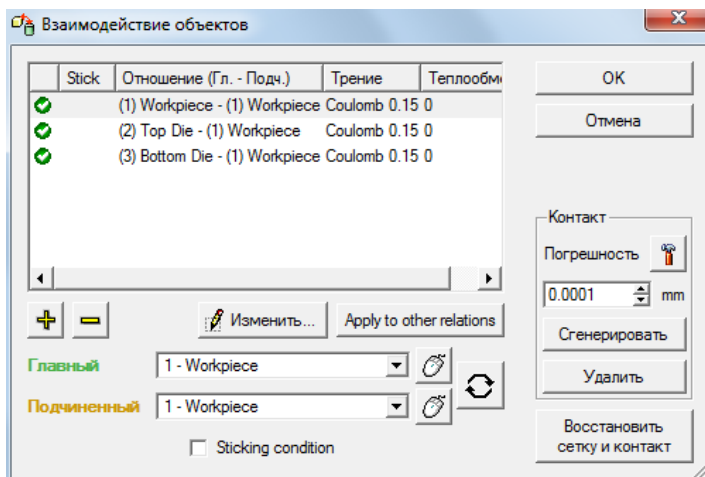 Взаимодействие объектов
Stick Отношение (Гл. - Подч.) Трение Теплообм
(1) Workpiece - (1) Workpiece Coulomb 0.15 0
(2) Top Die - (1) Workpiece Coulomb 0.15 0
(3) Bottom Die - (1) Workpiece Coulomb 0.15 0
OK
Отмена
Контакт
Погрешность
0.0001 mm
Сгенерировать
Удалить
Изменить... Apply to other relations
Главный 1 - Workpiece
Подчиненный 1 - Workpiece
Sticking condition
Восстановить
сетку и контакт